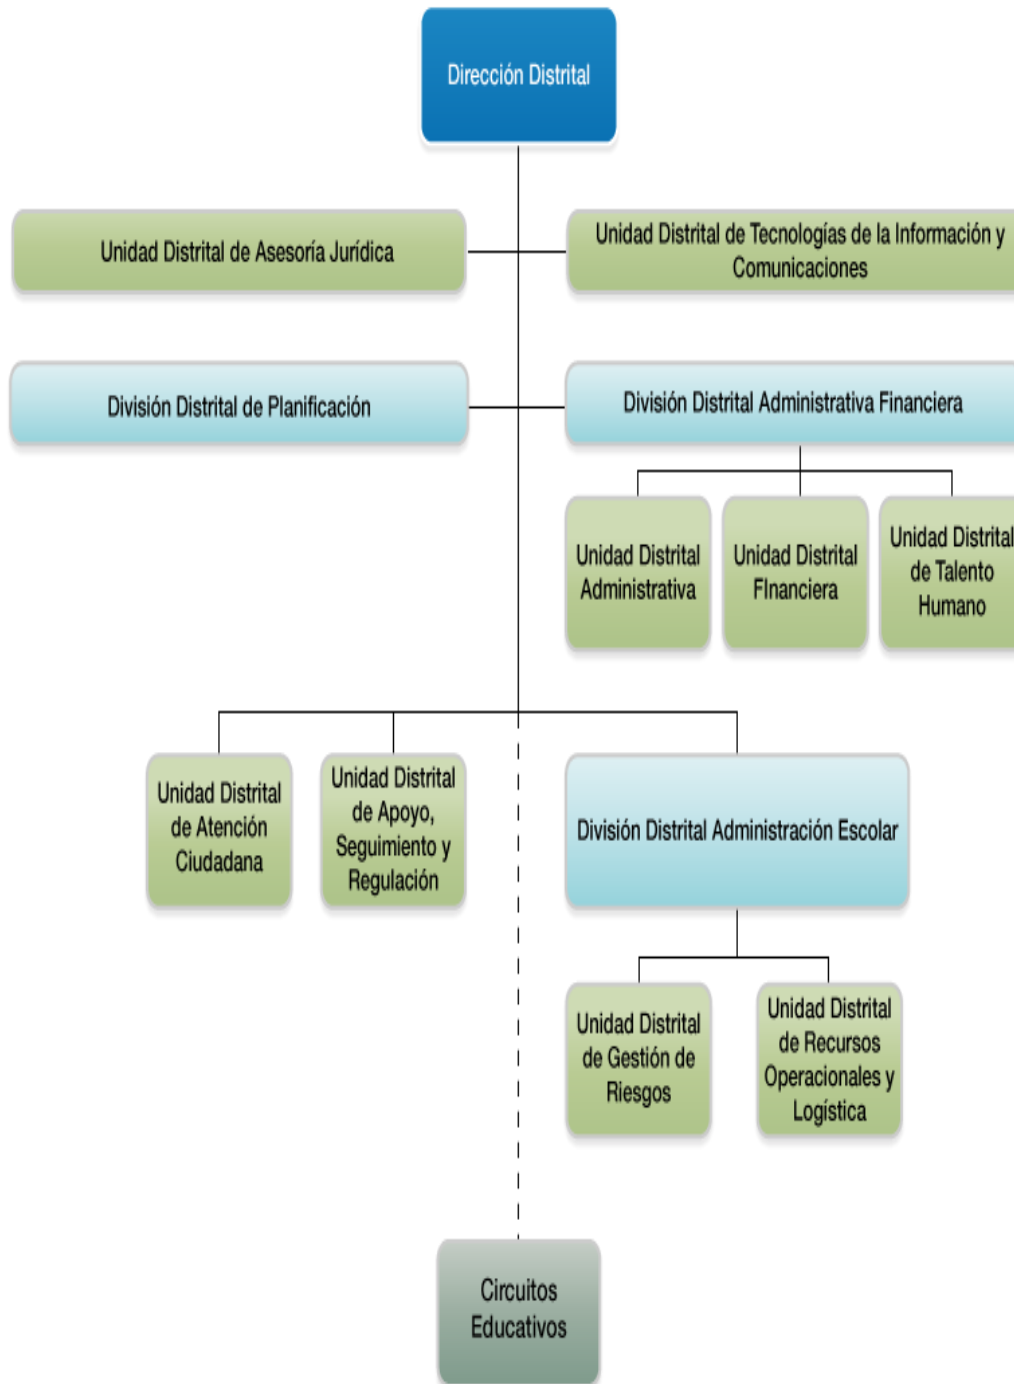 Dirección Distrital
Unidad Distrital de Asesoría Jurídica
Unidad Distrital de Tecnologías de la Información y
Comunicaciones
División Distrital de Planificación
División Distrital Administrativa Financiera
Unidad Distrital
Administrativa
Unidad Distrital
FInanciera
Unidad Distrital
de Talento
Humano
Unidad Distrital
de Atención
Ciudadana
Unidad Distrital
de Apoyo,
Seguimiento y
Regulación
División Distrital Administración Escolar
Unidad Distrital
de Gestión de
Riesgos
Unidad Distrital
de Recursos
Operacionales y
Logística
Circuitos
Educativos